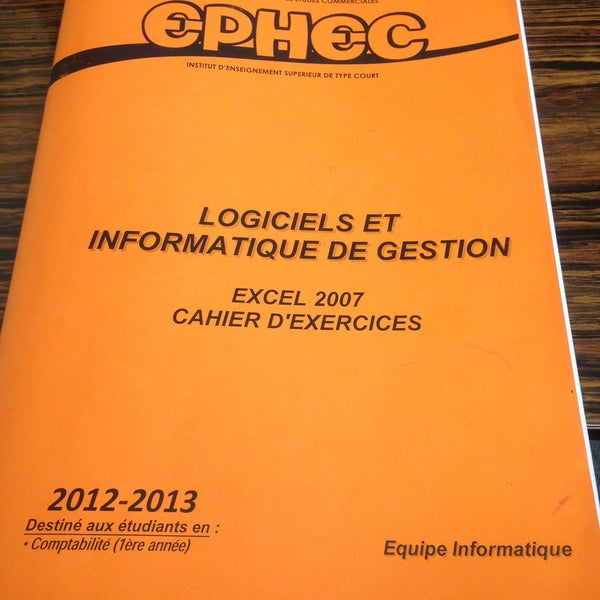 ETUDES COMMERCIALES
EPHEC
INSTITUT D'ENSEIGNEMENT SUPERIEUR DE TYPE COURT
LOGICIELS ET
INFORMATIQUE DE GESTION
EXCEL 2007
CAHIER D'EXERCICES
2012-2013
Destiné aux étudiants en :
• Comptabilité (1ère année)
Equipe Informatique